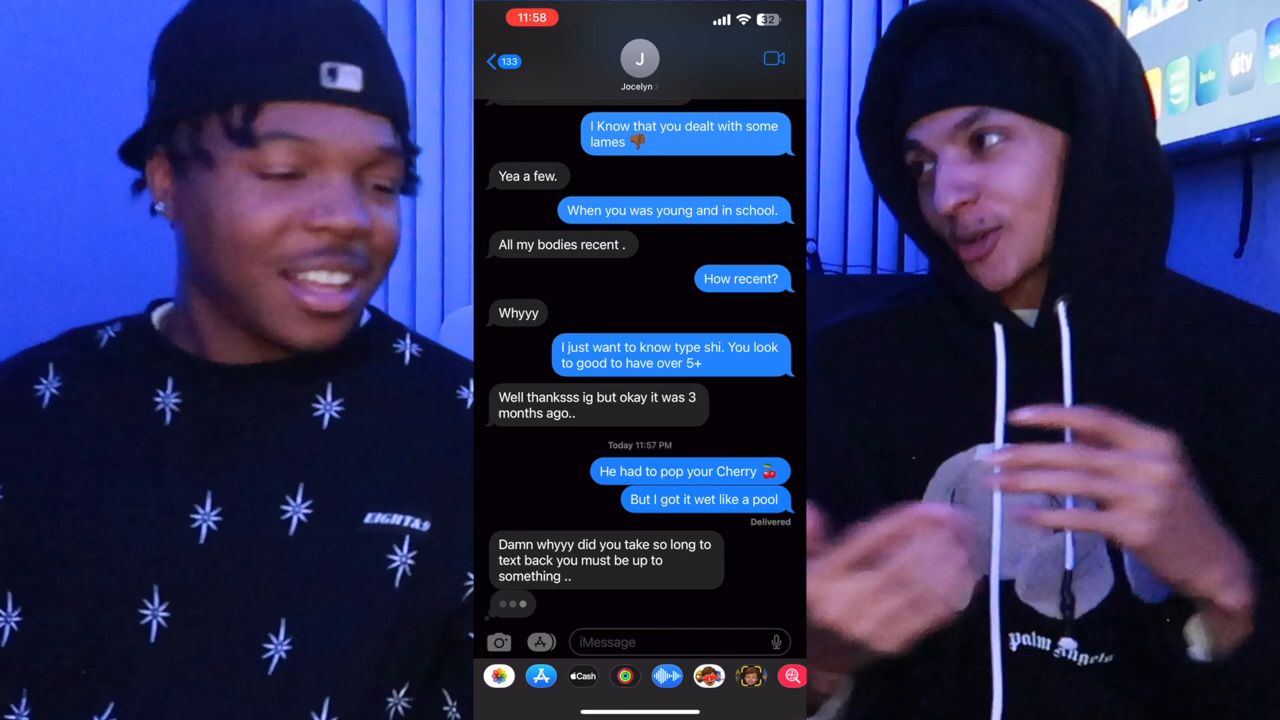 11:58
32
133
J
Jocelyn
I Know that you dealt with some
lames 👎🏾
Yea a few.
When you was young and in school.
All my bodies recent .
How recent?
Whyyy
I just want to know type shi. You look
to good to have over 5+
Well thanksss ig but okay it was 3
months ago..
Today 11:57 PM
He had to pop your Cherry 🍒
But I got it wet like a pool
Delivered
Damn whyyy did you take so long to
text back you must be up to
something ..
iMessage
Cash
EIGHT&9
Palm Angels
hulu
tv